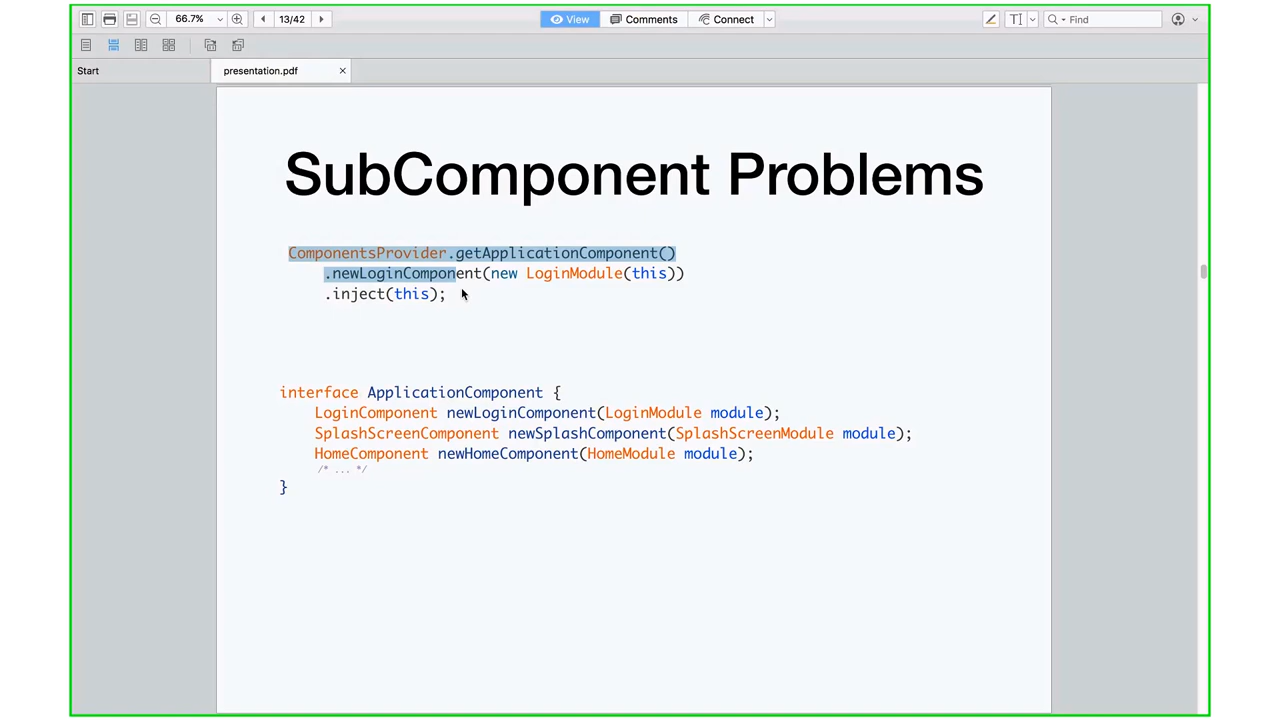 66.7%
13/42
View
Comments
Connect
Find
Start
presentation.pdf
SubComponent Problems
ComponentsProvider.getApplicationComponent()
.newLoginComponent(new LoginModule(this))
.inject(this);
interface ApplicationComponent {
LoginComponent newLoginComponent(LoginModule module);
SplashScreenComponent newSplashComponent(SplashScreenModule module);
HomeComponent newHomeComponent(HomeModule module);
/* ... */
}